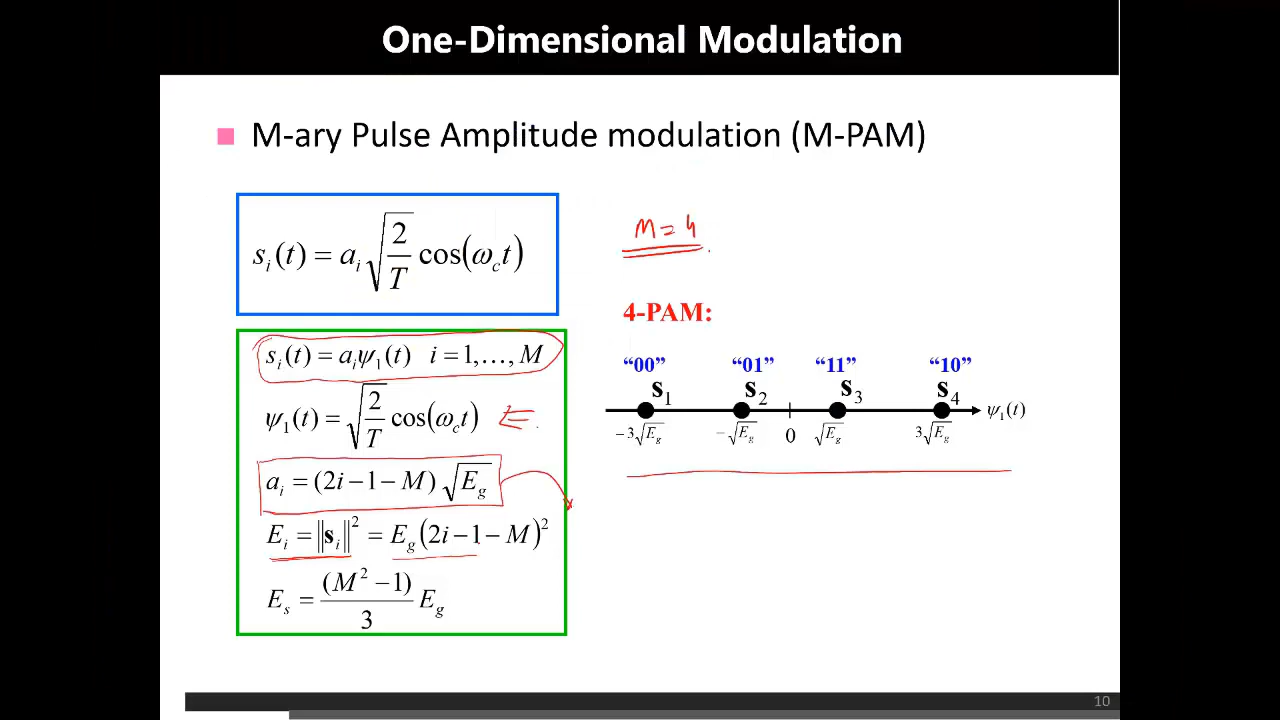 One-Dimensional Modulation
M-ary Pulse Amplitude modulation (M-PAM)
s_i(t) = a_i √(2/T) cos(ω_c t)
s_i(t) = a_i ψ_1(t)   i = 1,…, M
ψ_1(t) = √(2/T) cos(ω_c t)
a_i = (2i − 1 − M) √E_g
E_i = ‖s_i‖² = E_g (2i − 1 − M)²
E_s = (M² − 1)/3 E_g
M = 4
4-PAM:
“00” “01” “11” “10”
s_1 s_2 s_3 s_4
ψ_1(t)
−3√E_g −√E_g 0 √E_g 3√E_g
10